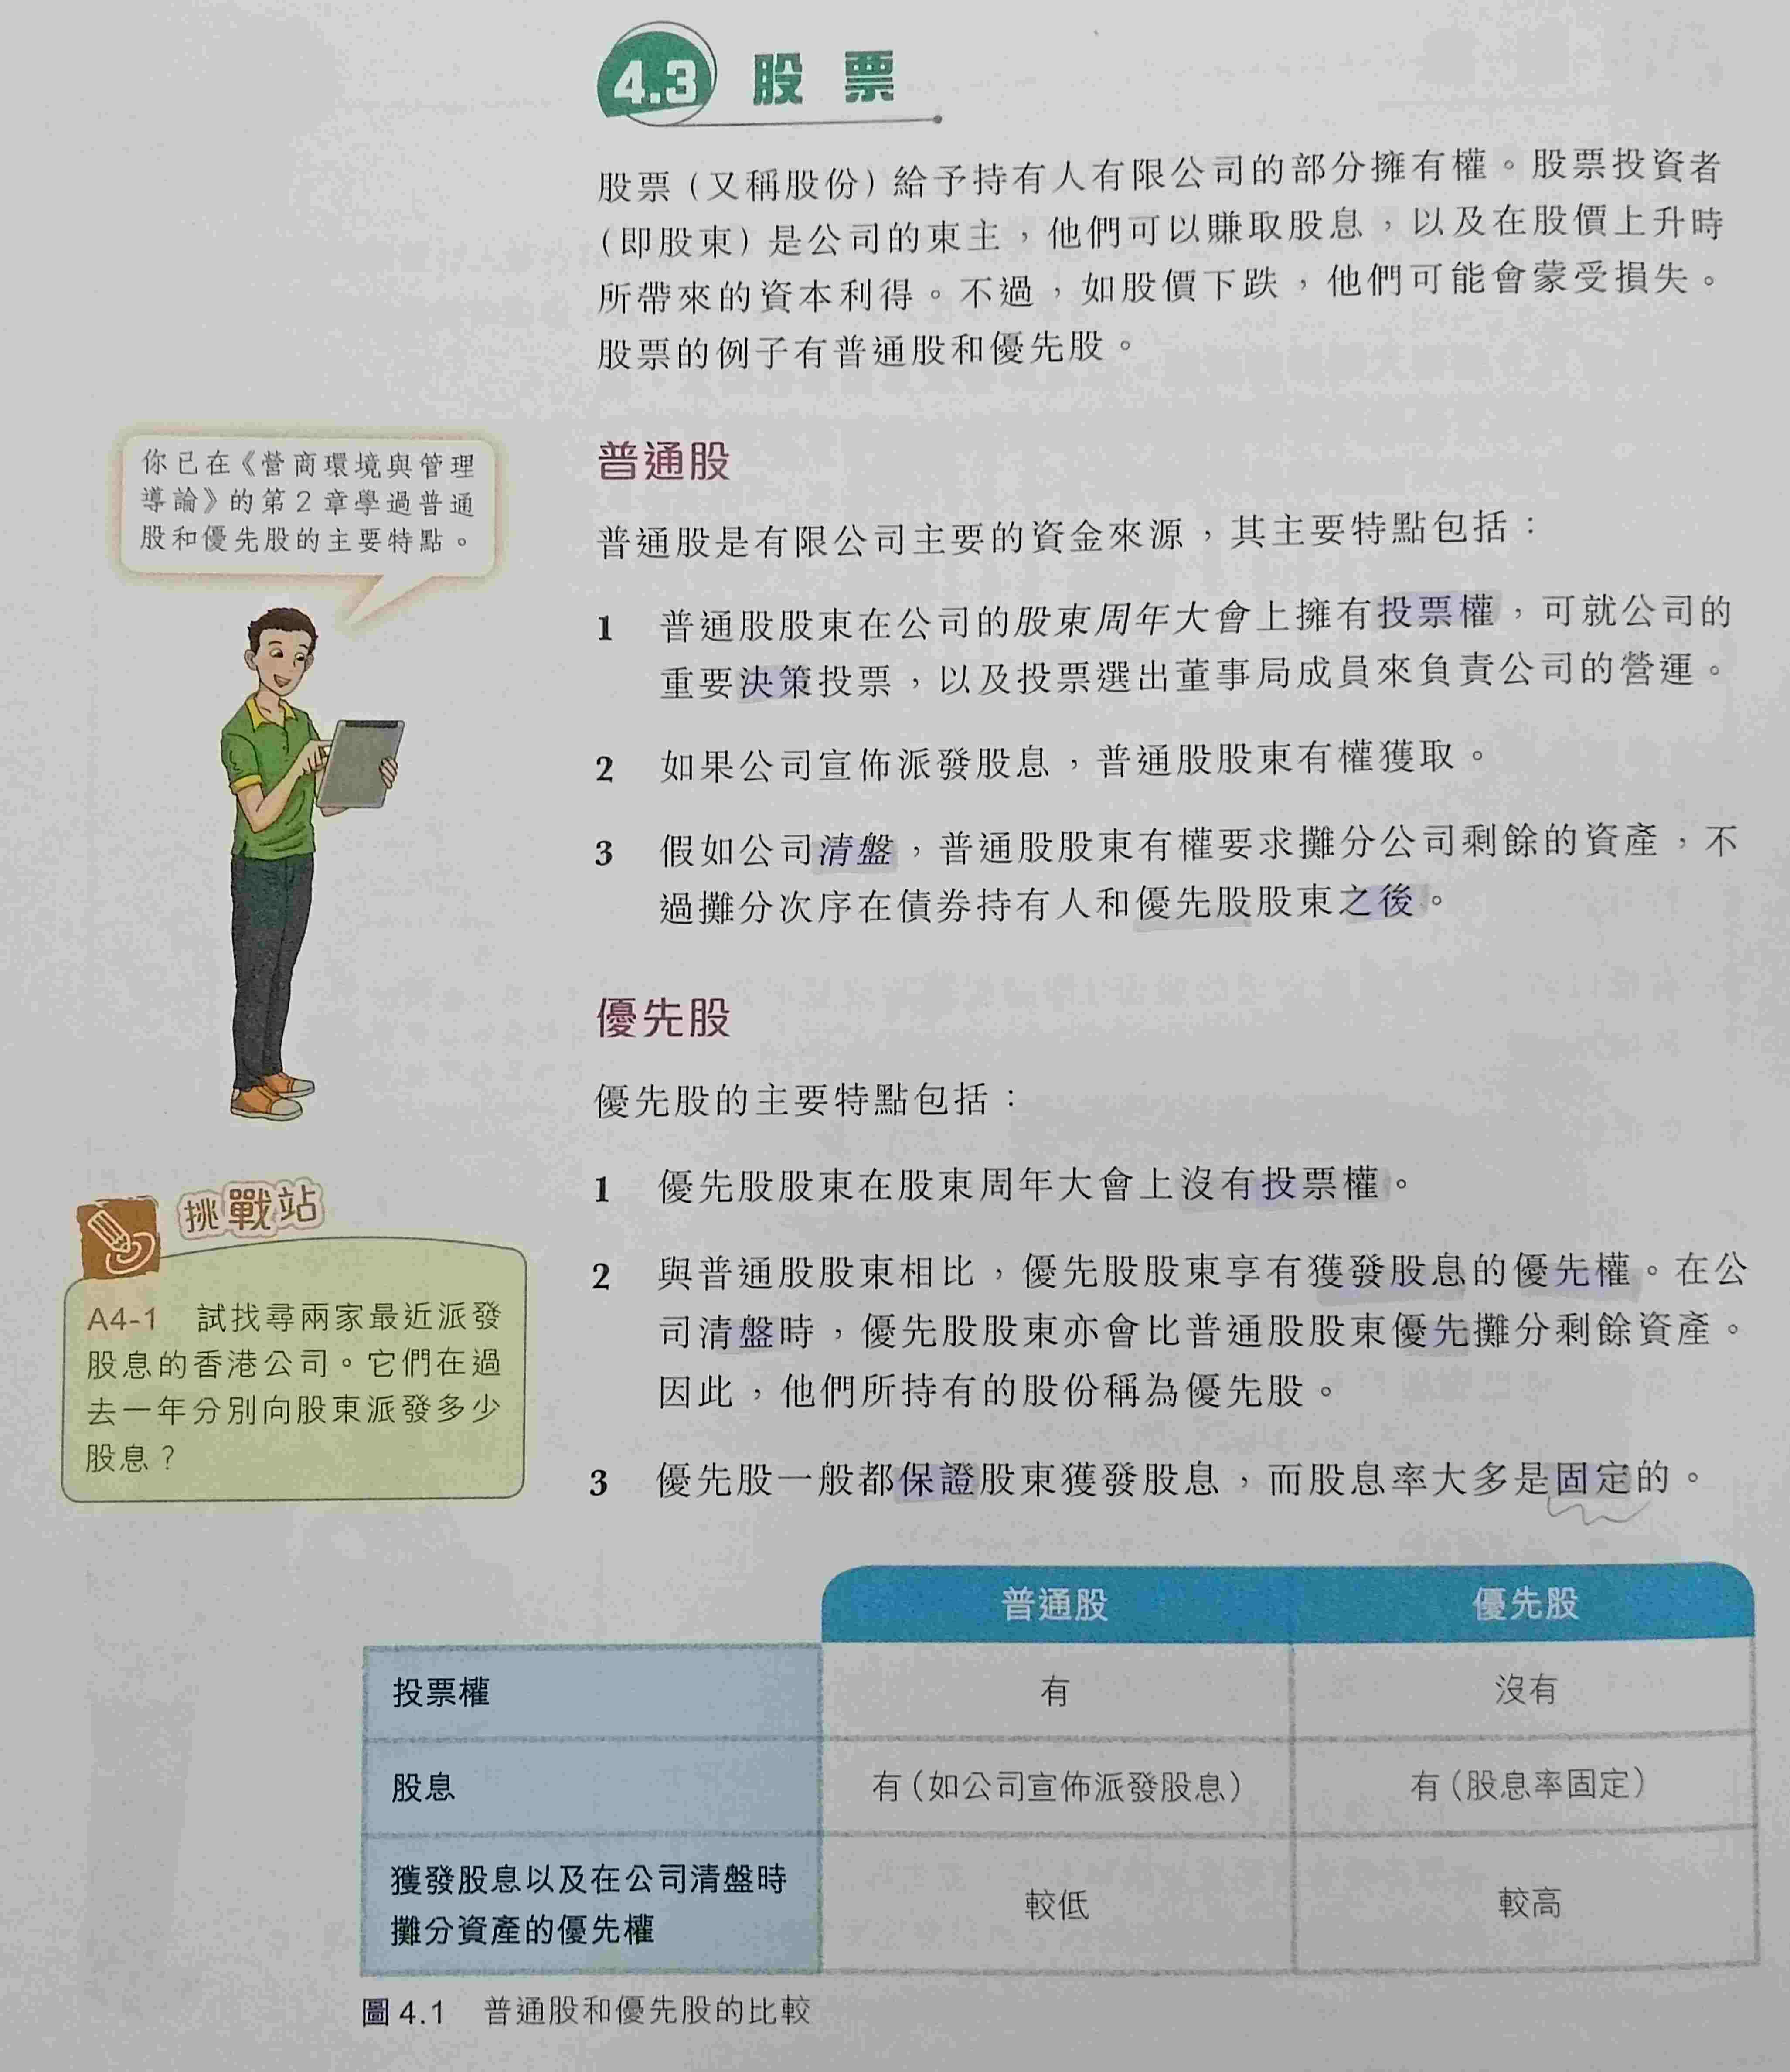 4.3 股票
股票(又稱股份)給予持有人有限公司的部分擁有權。股票投資者
(即股東)是公司的東主，他們可以賺取股息，以及在股價上升時
所帶來的資本利得。不過，如股價下跌，他們可能會蒙受損失。
股票的例子有普通股和優先股。
你已在《營商環境與管理
導論》的第2章學過普通
股和優先股的主要特點。
普通股
普通股是有限公司主要的資金來源，其主要特點包括：
1 普通股股東在公司的股東周年大會上擁有投票權，可就公司的
重要決策投票，以及投票選出董事局成員來負責公司的營運。
2 如果公司宣佈派發股息，普通股股東有權獲取。
3 假如公司清盤，普通股股東有權要求攤分公司剩餘的資產，不
過攤分次序在債券持有人和優先股股東之後。
優先股
優先股的主要特點包括：
1 優先股股東在股東周年大會上沒有投票權。
2 與普通股股東相比，優先股股東享有獲發股息的優先權。在公
司清盤時，優先股股東亦會比普通股股東優先攤分剩餘資產。
因此，他們所持有的股份稱為優先股。
3 優先股一般都保證股東獲發股息，而股息率大多是固定的。
挑戰站
A4-1 試找尋兩家最近派發
股息的香港公司。它們在過
去一年分別向股東派發多少
股息？
普通股 優先股
投票權 有 沒有
股息 有(如公司宣佈派發股息) 有(股息率固定)
獲發股息以及在公司清盤時
攤分資產的優先權 較低 較高
圖4.1 普通股和優先股的比較